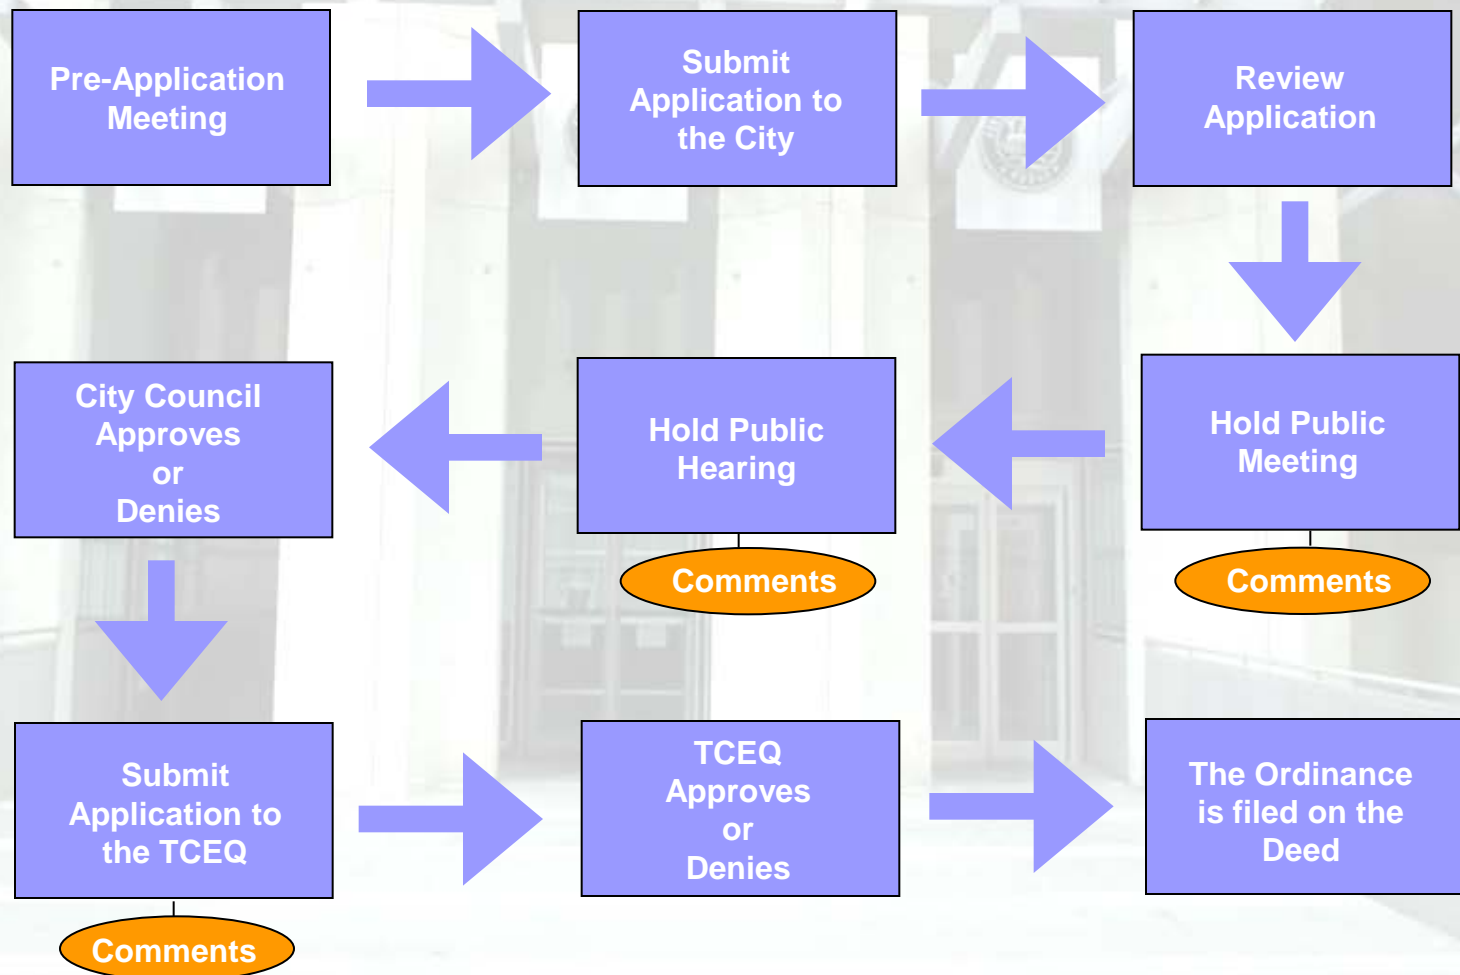 Pre-Application
Meeting
Submit
Application to
the City
Review
Application
Hold Public
Meeting
Comments
Hold Public
Hearing
Comments
City Council
Approves
or
Denies
Submit
Application to
the TCEQ
Comments
TCEQ
Approves
or
Denies
The Ordinance
is filed on the
Deed